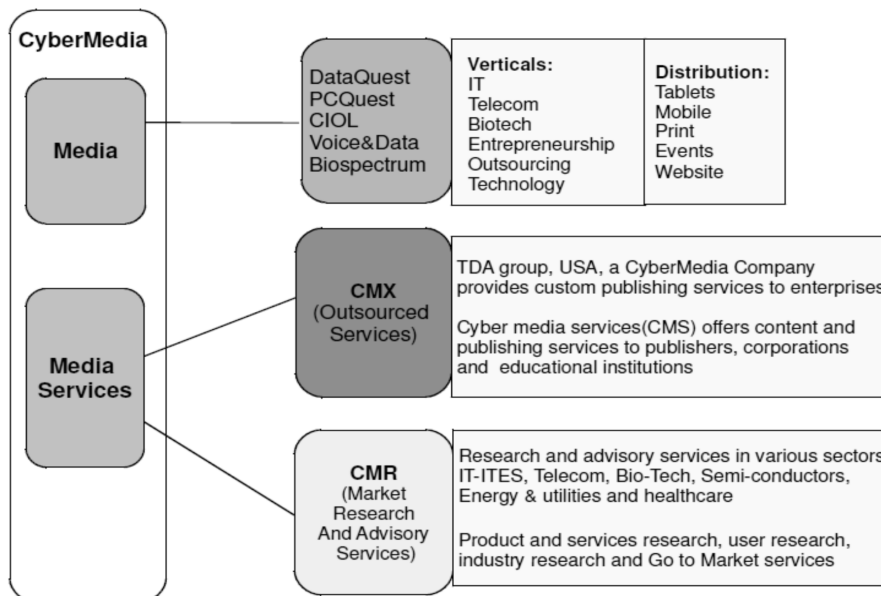 CyberMedia
Media
DataQuest
PCQuest
CIOL
Voice&Data
Biospectrum
Verticals:
IT
Telecom
Biotech
Entrepreneurship
Outsourcing
Technology
Distribution:
Tablets
Mobile
Print
Events
Website
Media
Services
CMX
(Outsourced
Services)
TDA group, USA, a CyberMedia Company
provides custom publishing services to enterprises
Cyber media services(CMS) offers content and
publishing services to publishers, corporations
and educational institutions
CMR
(Market
Research
And Advisory
Services)
Research and advisory services in various sectors
IT-ITES, Telecom, Bio-Tech, Semi-conductors,
Energy & utilities and healthcare
Product and services research, user research,
industry research and Go to Market services